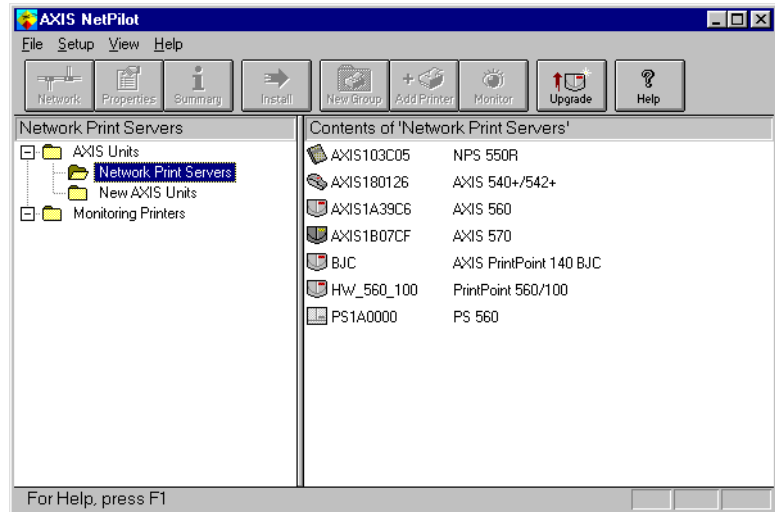 AXIS NetPilot
File Setup View Help
Network Properties Summary Install New Group Add Printer Monitor Upgrade Help
Network Print Servers
Contents of 'Network Print Servers'
AXIS Units
Network Print Servers
New AXIS Units
Monitoring Printers
AXIS103C05 NPS 550R
AXIS180126 AXIS 540+/542+
AXIS1A39C6 AXIS 560
AXIS1B07CF AXIS 570
BJC AXIS PrintPoint 140 BJC
HW_560_100 PrintPoint 560/100
PS1A0000 PS 560
For Help, press F1